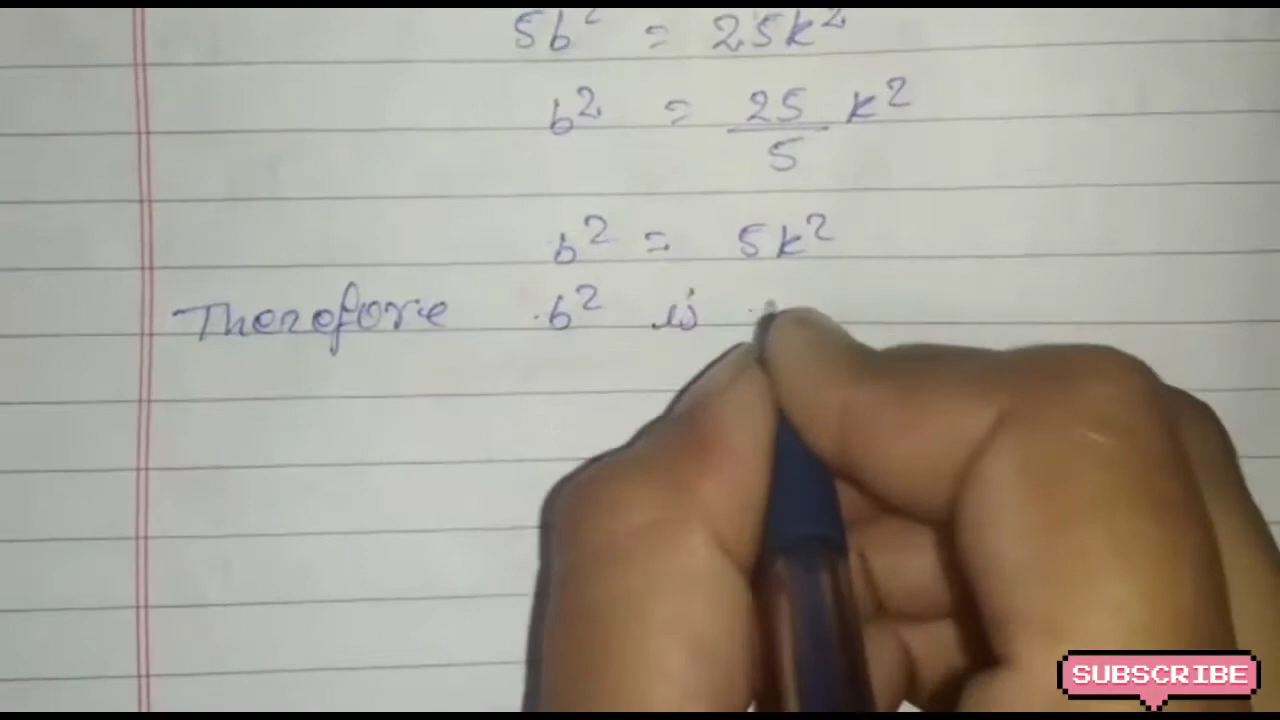 5b² = 25k²
b² = 25/5 k²
b² = 5k²
Therefore b² is
SUBSCRIBE